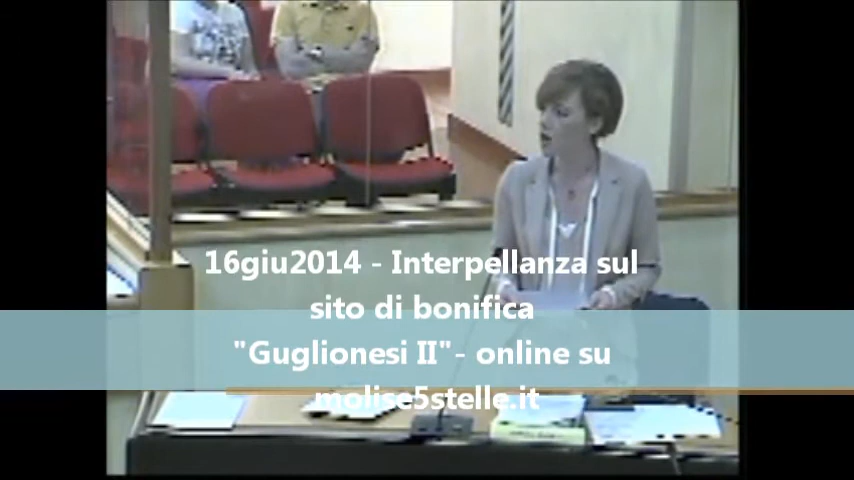 16giu2014 - Interpellanza sul
sito di bonifica
"Guglionesi II"- online su
molise5stelle.it